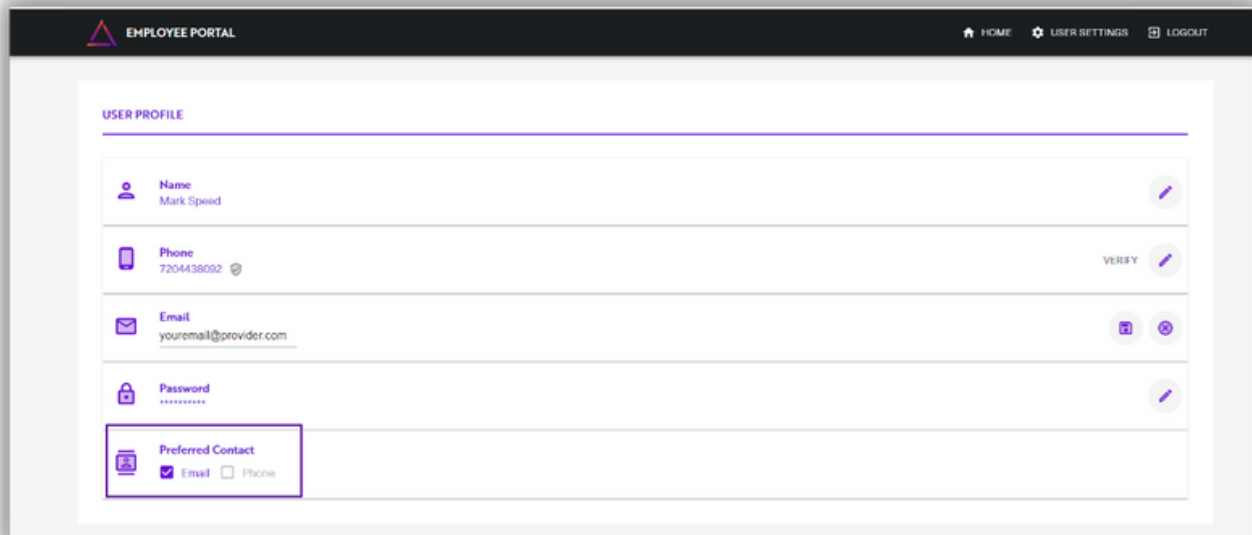 EMPLOYEE PORTAL
HOME USER SETTINGS LOGOUT
USER PROFILE
Name
Mark Speed
Phone
7204438092
VERIFY
Email
youremail@provider.com
Password
**********
Preferred Contact
Email Phone